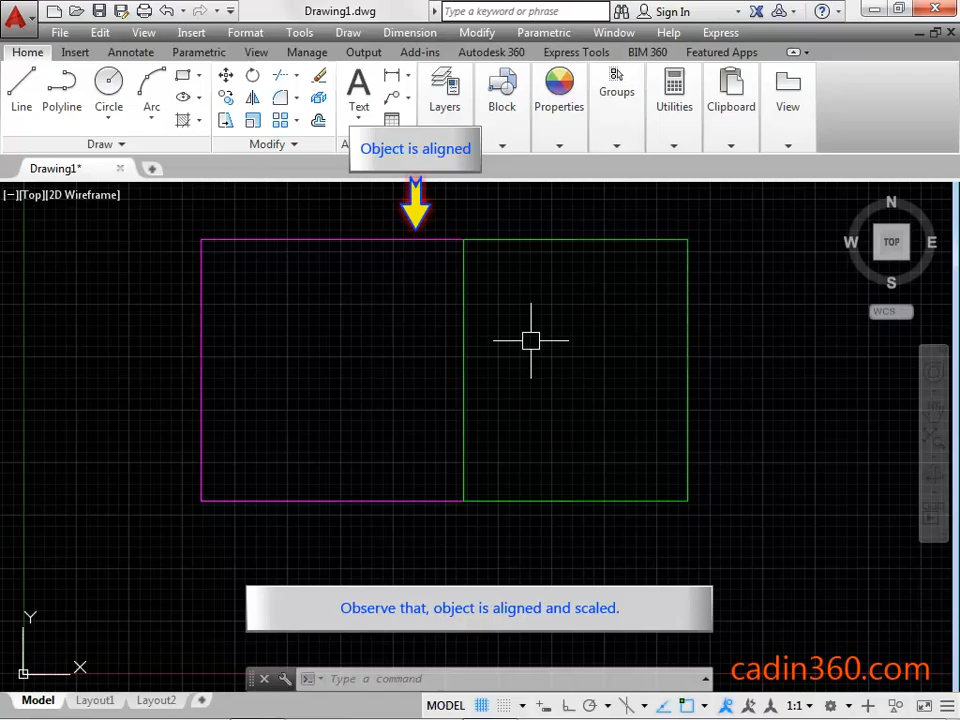 Drawing1.dwg
Type a keyword or phrase
Sign In
File Edit View Insert Format Tools Draw Dimension Modify Parametric Window Help Express
Home Insert Annotate Parametric View Manage Output Add-ins Autodesk 360 Express Tools BIM 360 Featured Apps
Line Polyline Circle Arc Text Layers Block Properties Groups Utilities Clipboard View
Draw Modify
Object is aligned
Drawing1*
[−][Top][2D Wireframe]
N
W TOP E
S
WCS
Observe that, object is aligned and scaled.
Y
X
Type a command
cadin360.com
Model Layout1 Layout2
MODEL 1:1